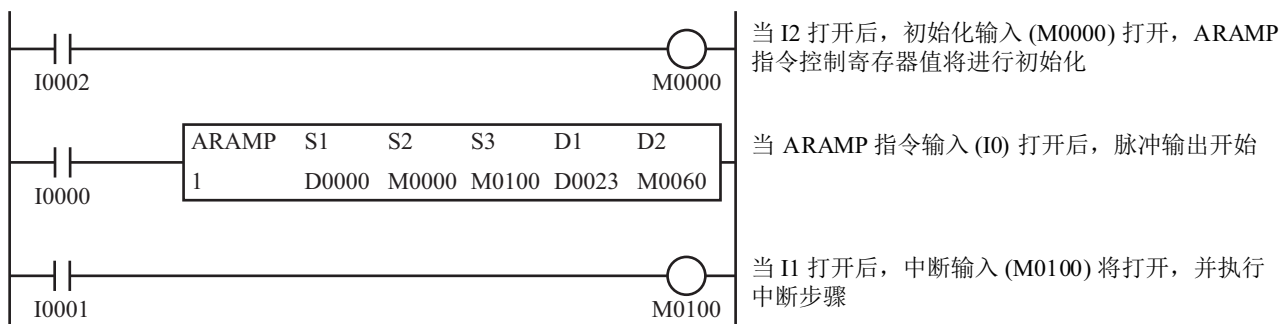 当 I2 打开后，初始化输入 (M0000) 打开，ARAMP
指令控制寄存器值将进行初始化
I0002
M0000
ARAMP S1 S2 S3 D1 D2
1 D0000 M0000 M0100 D0023 M0060
当 ARAMP 指令输入 (I0) 打开后，脉冲输出开始
I0000
当 I1 打开后，中断输入 (M0100) 将打开，并执行
中断步骤
I0001
M0100